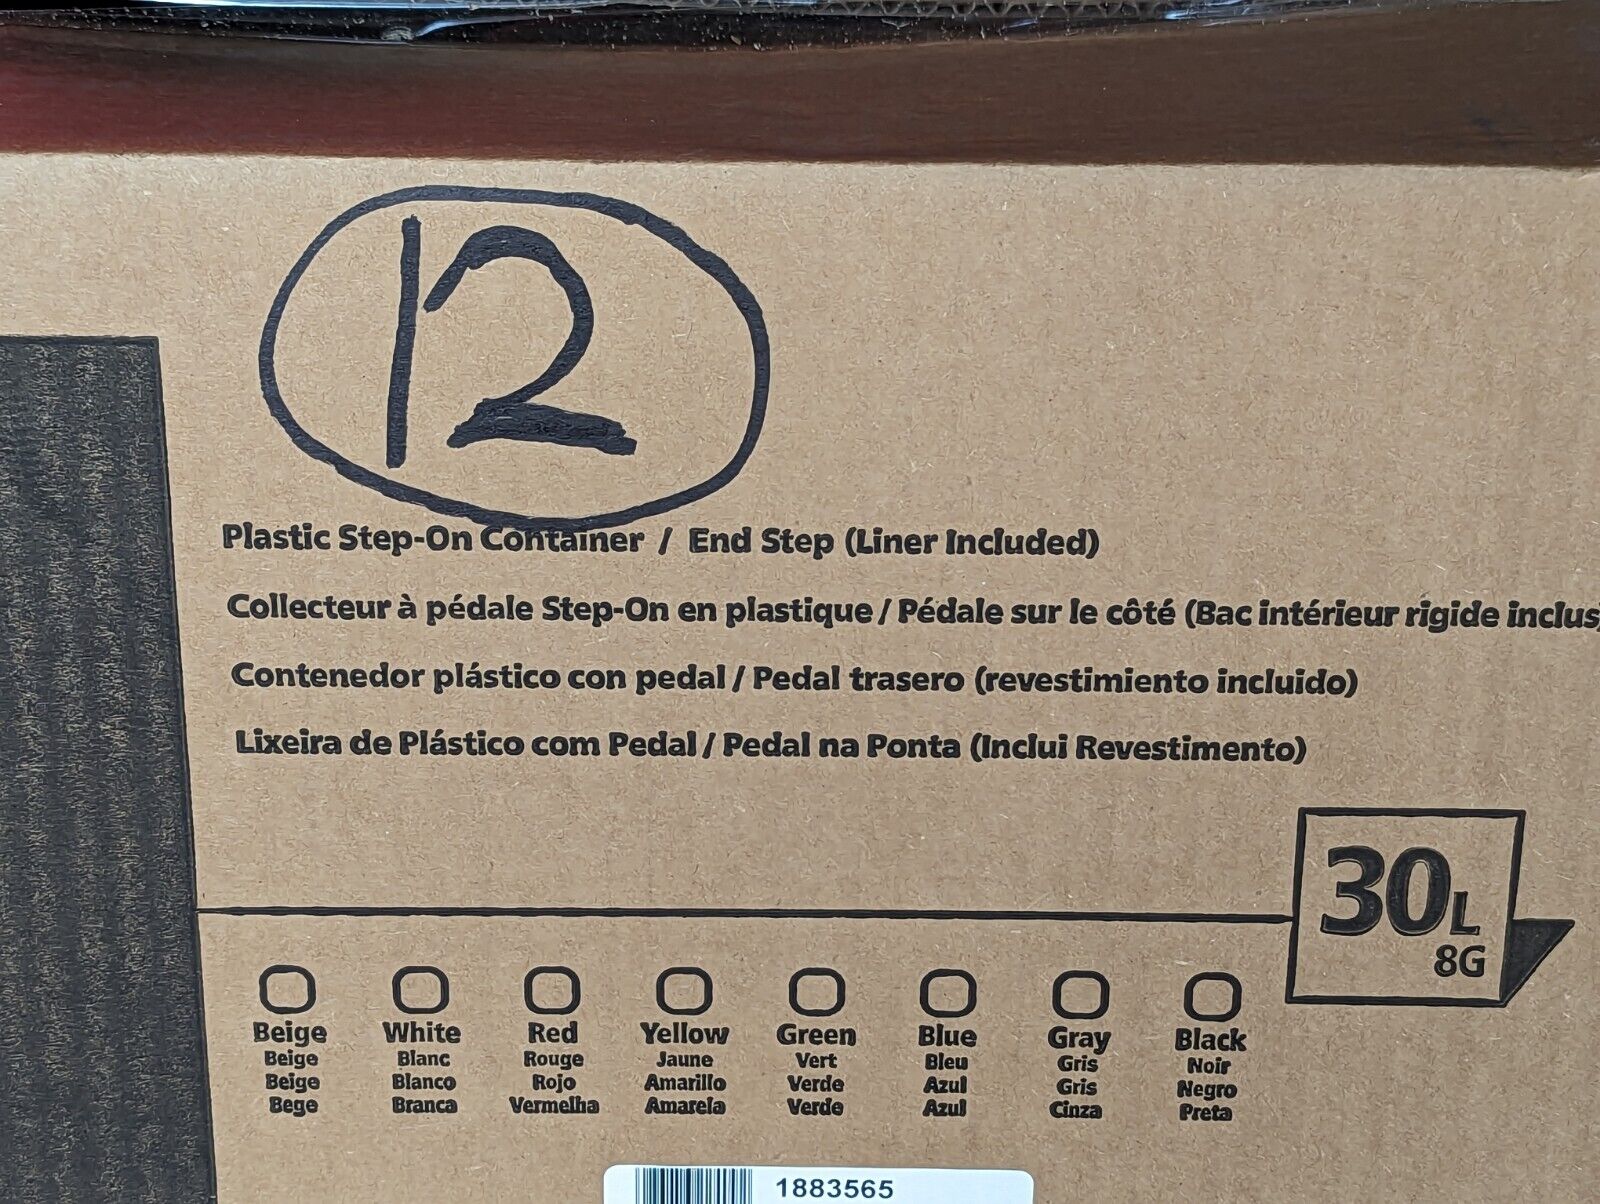 12
Plastic Step-On Container / End Step (Liner Included)
Collecteur à pédale Step-On en plastique / Pédale sur le côté (Bac intérieur rigide inclus)
Contenedor plástico con pedal / Pedal trasero (revestimiento incluido)
Lixeira de Plástico com Pedal / Pedal na Ponta (Inclui Revestimento)
30L
8G
Beige White Red Yellow Green Blue Gray Black
Beige Blanc Rouge Jaune Vert Bleu Gris Noir
Beige Blanco Rojo Amarillo Verde Azul Gris Negro
Bege Branca Vermelha Amarela Verde Azul Cinza Preta
1883565